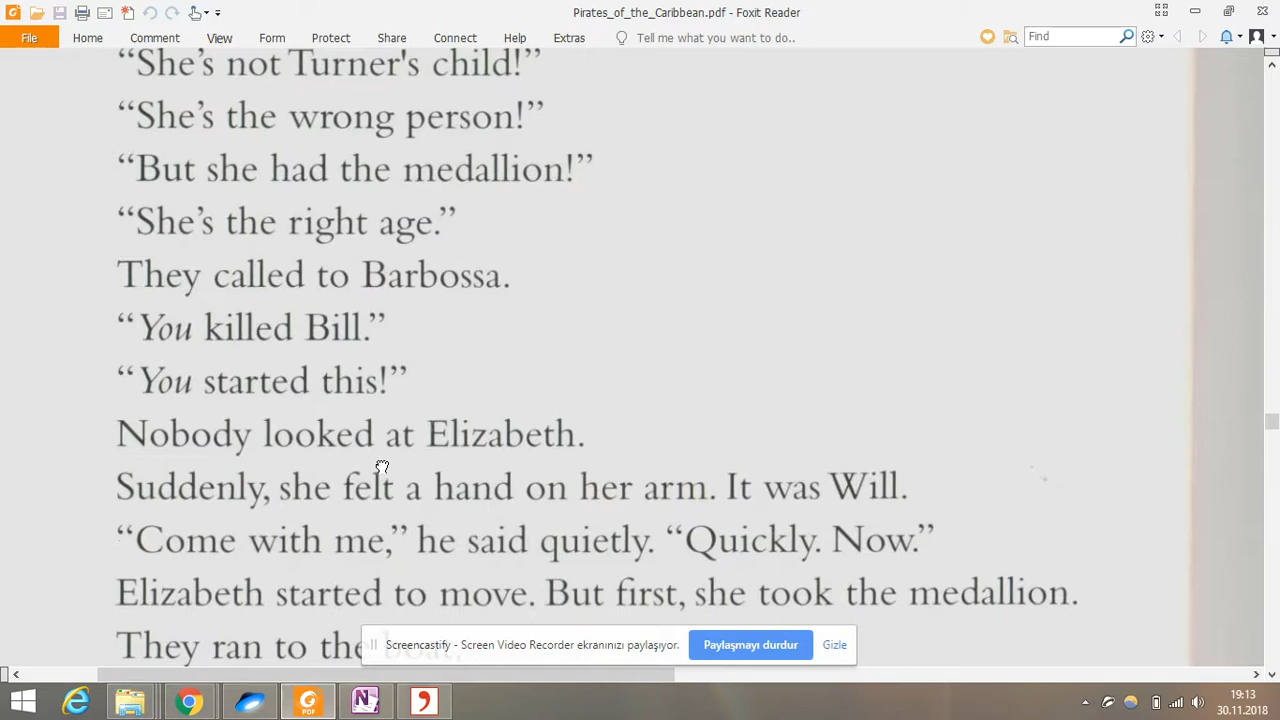 Pirates_of_the_Caribbean.pdf - Foxit Reader
File Home Comment View Form Protect Share Connect Help Extras Tell me what you want to do.. Find
“She’s not Turner's child!”
“She’s the wrong person!”
“But she had the medallion!”
“She’s the right age.”
They called to Barbossa.
“You killed Bill.”
“You started this!”
Nobody looked at Elizabeth.
Suddenly, she felt a hand on her arm. It was Will.
“Come with me,” he said quietly. “Quickly. Now.”
Elizabeth started to move. But first, she took the medallion.
They ran to the boat,
Screencastify - Screen Video Recorder ekranınızı paylaşıyor. Paylaşmayı durdur Gizle
PDF
19:13
30.11.2018